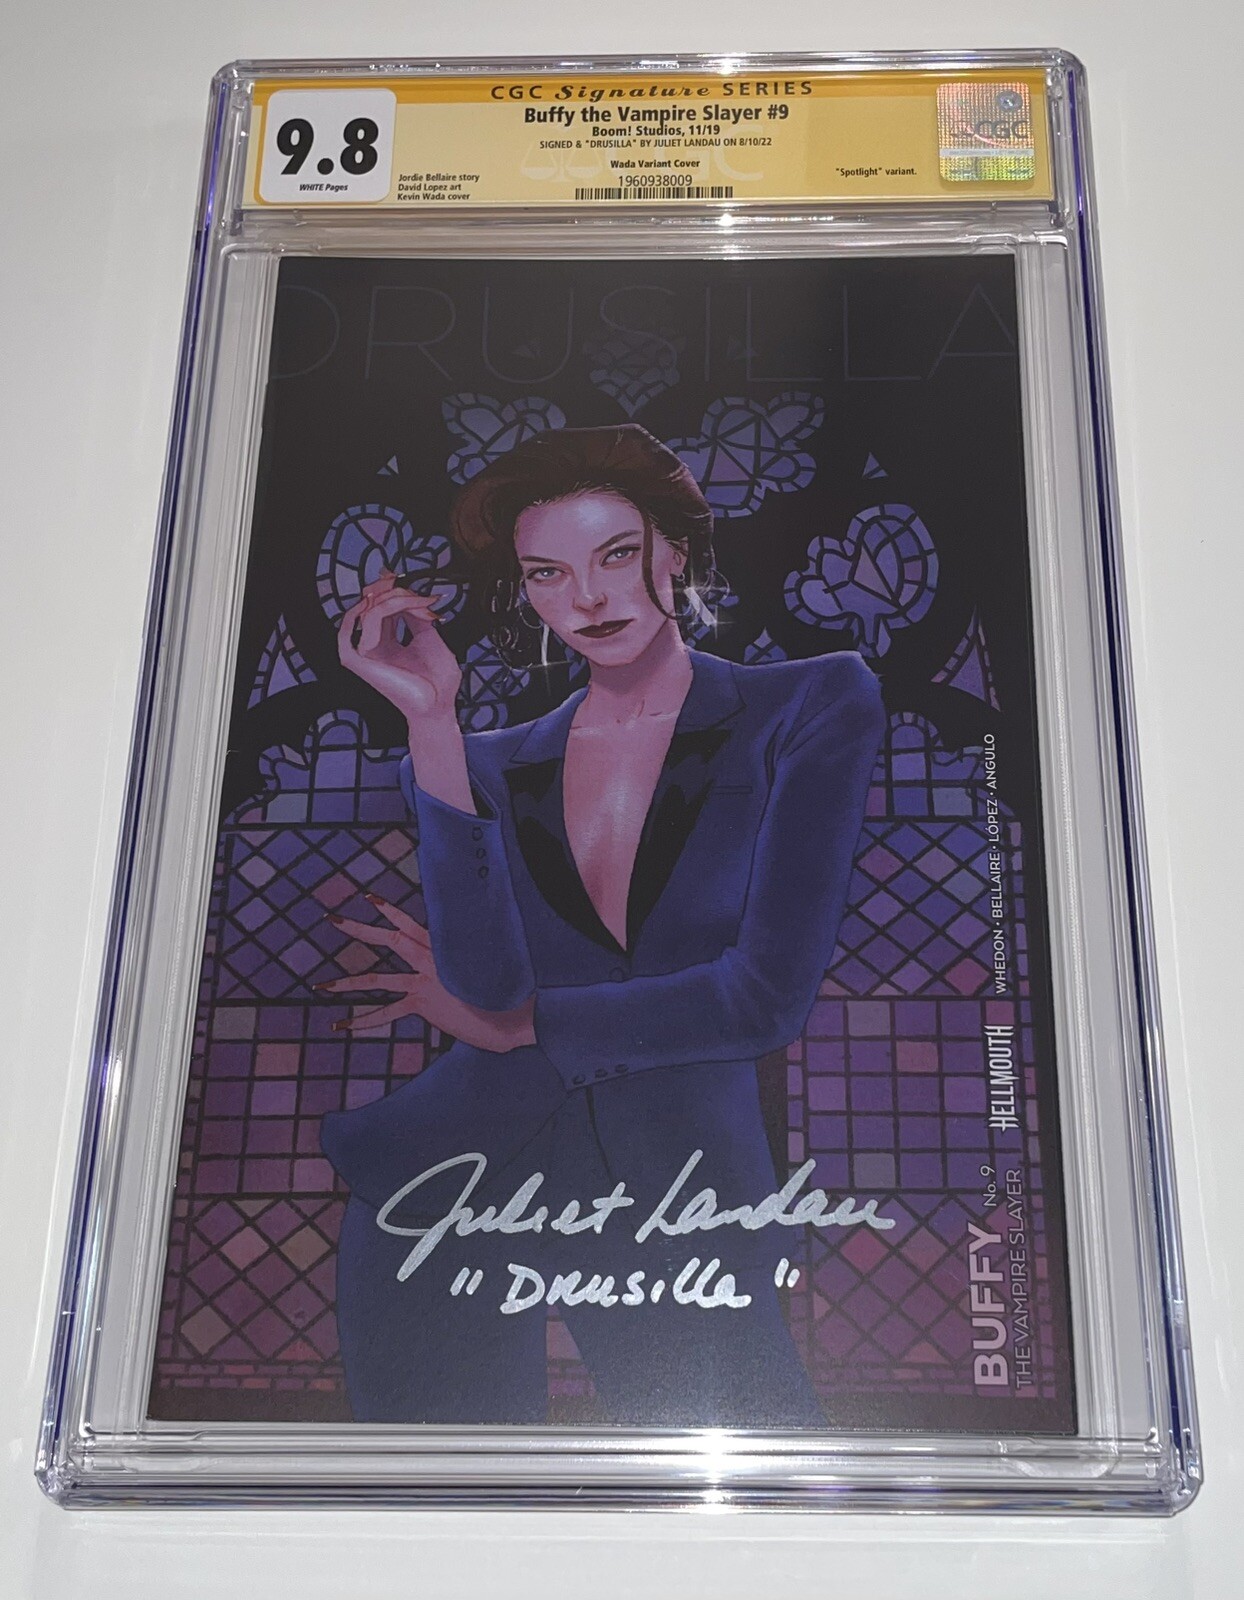 CGC Signature SERIES
Buffy the Vampire Slayer #9
Boom! Studios, 11/19
SIGNED & "DRUSILLA" BY JULIET LANDAU ON 8/10/22
Wada Variant Cover
1960938009
9.8
WHITE Pages
Jordie Bellaire story
David Lopez art
Kevin Wada cover
"Spotlight" variant.
CGC
DRUSILLA
WHEDON · BELLAIRE · LÓPEZ · ANGULO
HELLMOUTH
BUFFY No. 9
THE VAMPIRE SLAYER
Juliet Landau
"DRusilla"